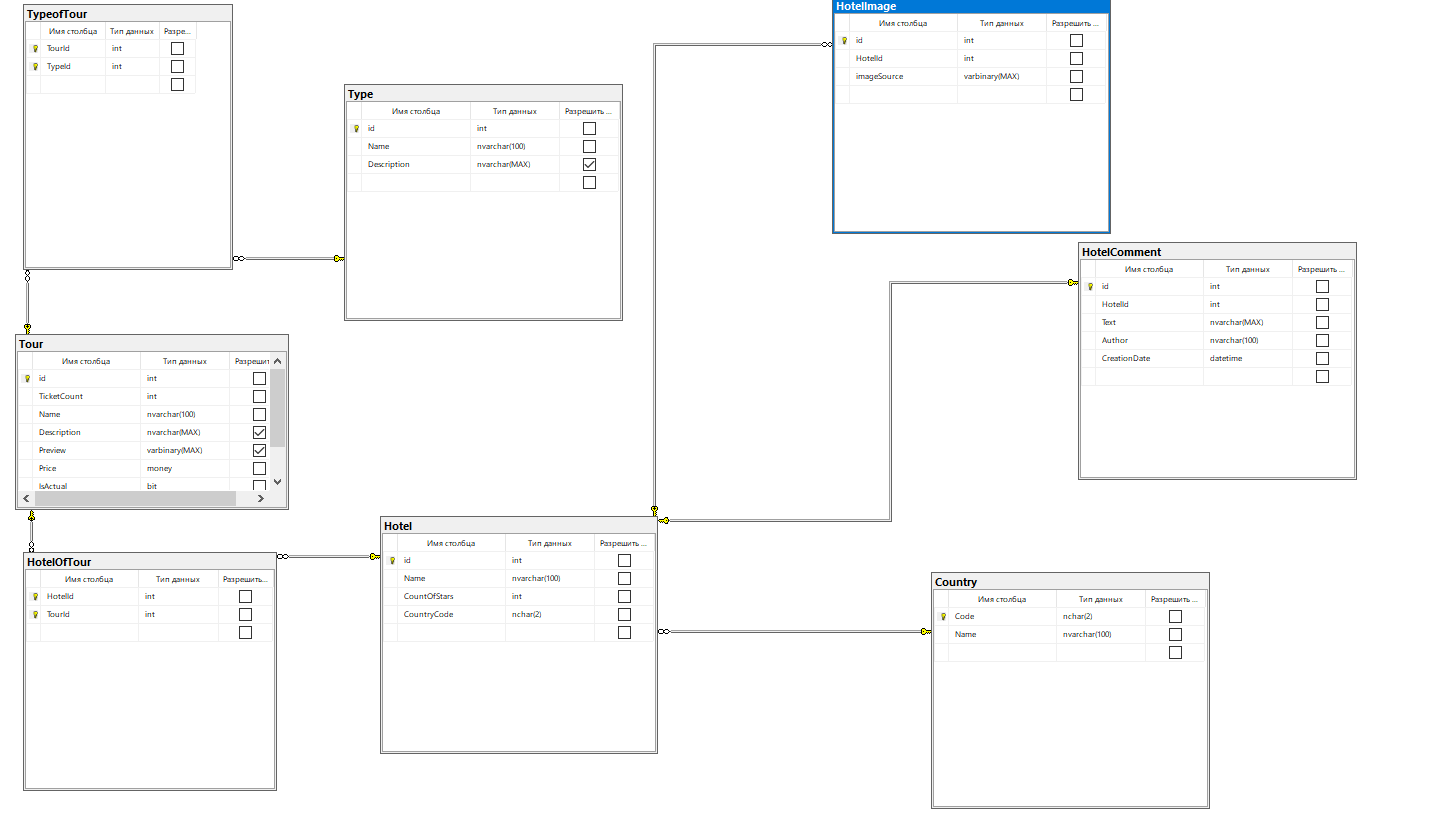 TypeofTour
Имя столбца Тип данных Разре...
TourId int
TypeId int
Type
Имя столбца Тип данных Разрешить ...
id int
Name nvarchar(100)
Description nvarchar(MAX)
HotelImage
Имя столбца Тип данных Разрешить ...
id int
HotelId int
imageSource varbinary(MAX)
HotelComment
Имя столбца Тип данных Разрешить ...
id int
HotelId int
Text nvarchar(MAX)
Author nvarchar(100)
CreationDate datetime
Tour
Имя столбца Тип данных Разрешит
id int
TicketCount int
Name nvarchar(100)
Description nvarchar(MAX)
Preview varbinary(MAX)
Price money
IsActual bit
HotelOfTour
Имя столбца Тип данных Разрешить...
HotelId int
TourId int
Hotel
Имя столбца Тип данных Разрешить ...
id int
Name nvarchar(100)
CountOfStars int
CountryCode nchar(2)
Country
Имя столбца Тип данных Разрешить ...
Code nchar(2)
Name nvarchar(100)